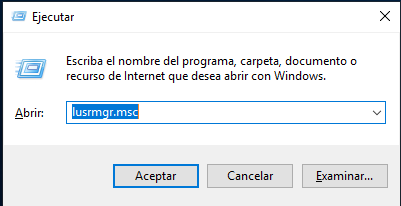 Ejecutar
Escriba el nombre del programa, carpeta, documento o
recurso de Internet que desea abrir con Windows.
Abrir: lusrmgr.msc
Aceptar Cancelar Examinar...